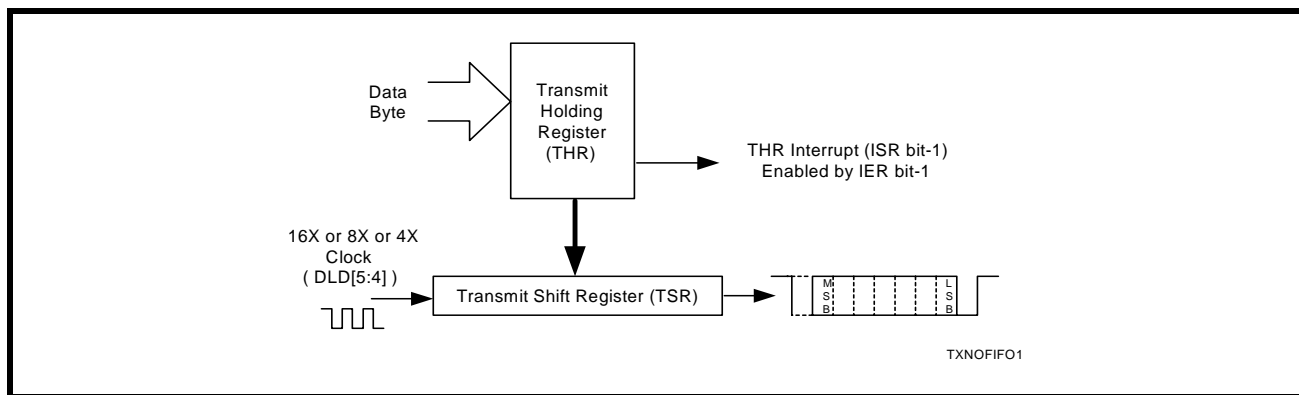 Data
Byte
Transmit
Holding
Register
(THR)
THR Interrupt (ISR bit-1)
Enabled by IER bit-1
16X or 8X or 4X
Clock
( DLD[5:4] )
Transmit Shift Register (TSR)
M
S
B
L
S
B
TXNOFIFO1